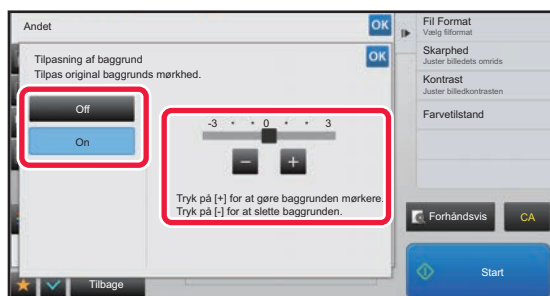 Andet
OK
Tilpasning af baggrund
Tilpas original baggrunds mørkhed.
OK
Off
On
-3 0 3
Tryk på [+] for at gøre baggrunden mørkere.
Tryk på [-] for at slette baggrunden.
Tilbage
Fil Format
Vælg filformat
Skarphed
Juster billedets omrids
Kontrast
Juster billedkontrasten
Farvetilstand
Forhåndsvis
CA
Start